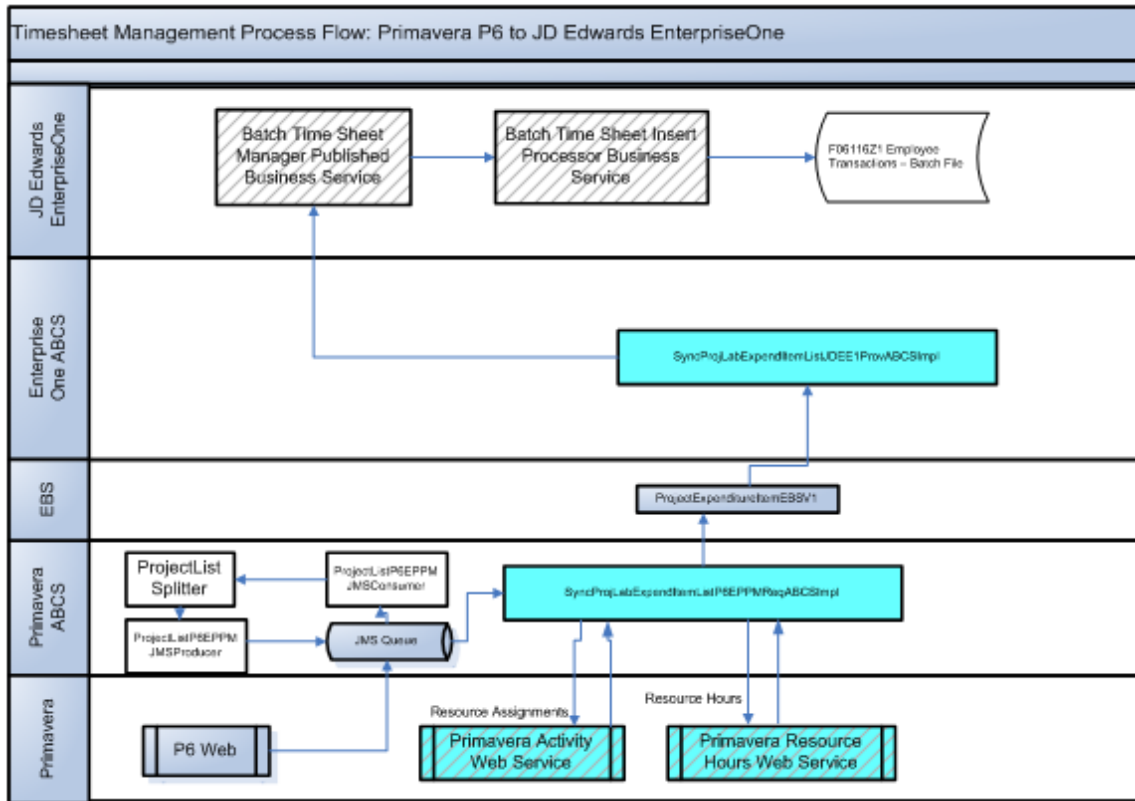 Timesheet Management Process Flow: Primavera P6 to JD Edwards EnterpriseOne
JD Edwards
EnterpriseOne
Batch Time Sheet
Manager Published
Business Service
Batch Time Sheet Insert
Processor Business
Service
F06116Z1 Employee
Transactions – Batch File
Enterprise
One ABCS
SyncProjLabExpendItemListJDEE1ProvABCSImpl
EBS
ProjectExpenditureItemEBSV1
Primavera
ABCS
ProjectList
Splitter
ProjectListP6EPPM
JMSConsumer
SyncProjLabExpendItemListP6EPPMReqABCSImpl
ProjectListP6EPPM
JMSProducer
JMS Queue
Primavera
Resource Assignments
Resource Hours
P6 Web
Primavera Activity
Web Service
Primavera Resource
Hours Web Service